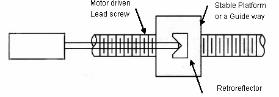 Motor driven
Lead screw
Stable Platform
or a Guide way
Retroreflector